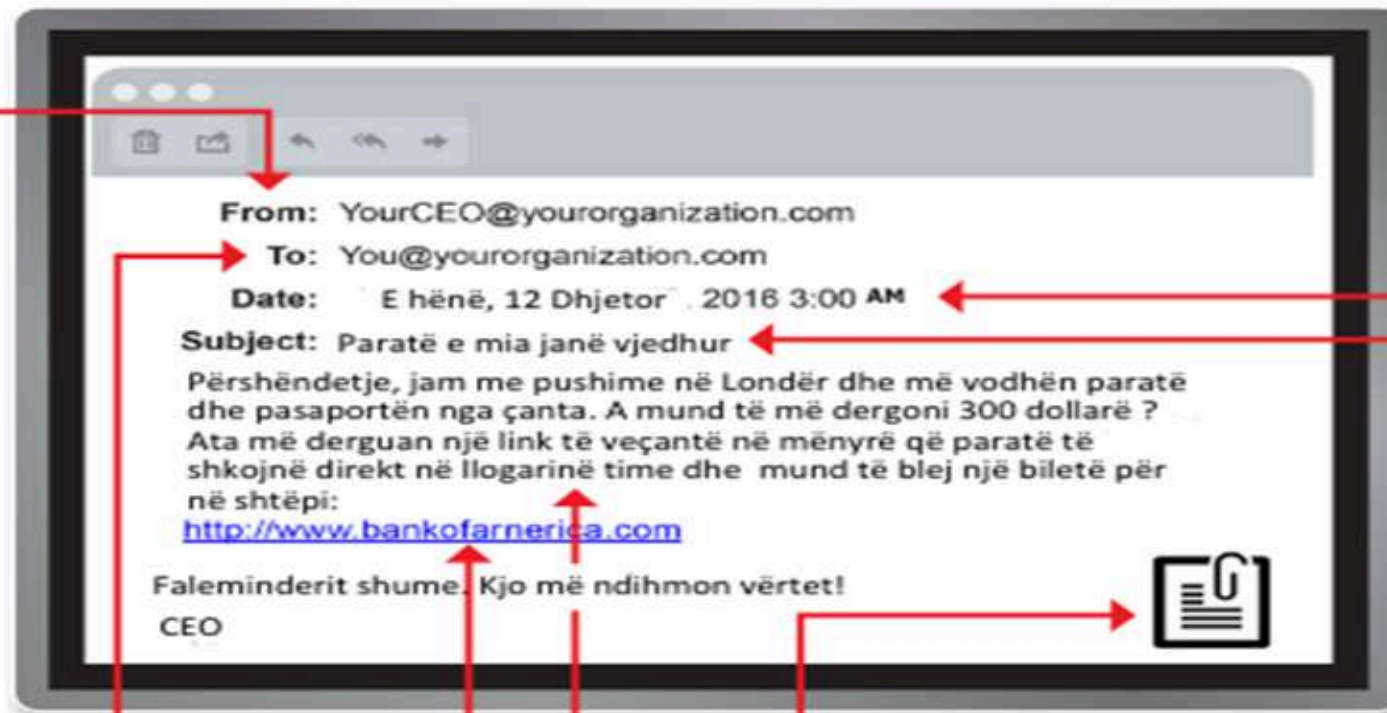 From: YourCEO@yourorganization.com
To: You@yourorganization.com
Date: E hënë, 12 Dhjetor . 2016 3:00 AM
Subject: Paratë e mia janë vjedhur
Përshëndetje, jam me pushime në Londër dhe më vodhën paratë
dhe pasaportën nga çanta. A mund të më dergoni 300 dollarë ?
Ata më derguan një link të veçantë në mënyrë që paratë të
shkojnë direkt në llogarinë time dhe mund të blej një biletë për
në shtëpi:
http://www.bankofarnerica.com
Faleminderit shume. Kjo më ndihmon vërtet!
CEO